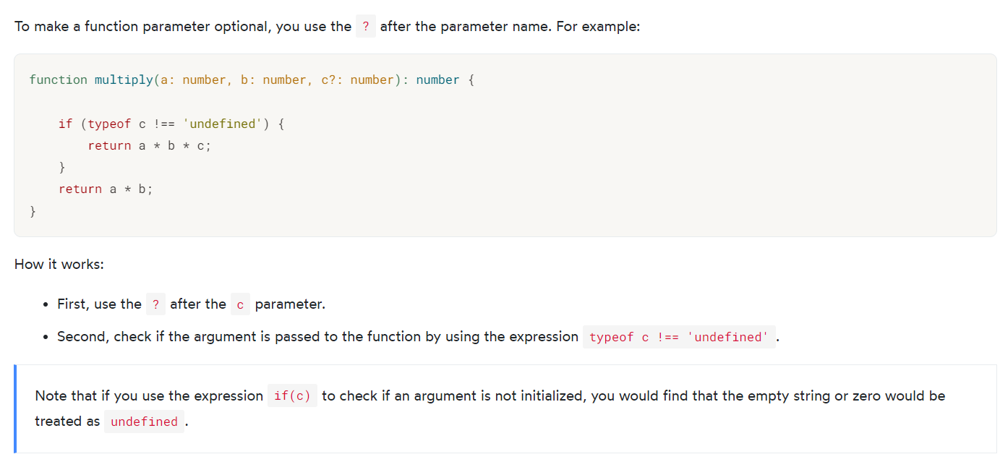 To make a function parameter optional, you use the ? after the parameter name. For example:
function multiply(a: number, b: number, c?: number): number {
if (typeof c !== 'undefined') {
return a * b * c;
}
return a * b;
}
How it works:
• First, use the ? after the c parameter.
• Second, check if the argument is passed to the function by using the expression typeof c !== 'undefined' .
Note that if you use the expression if(c) to check if an argument is not initialized, you would find that the empty string or zero would be
treated as undefined .